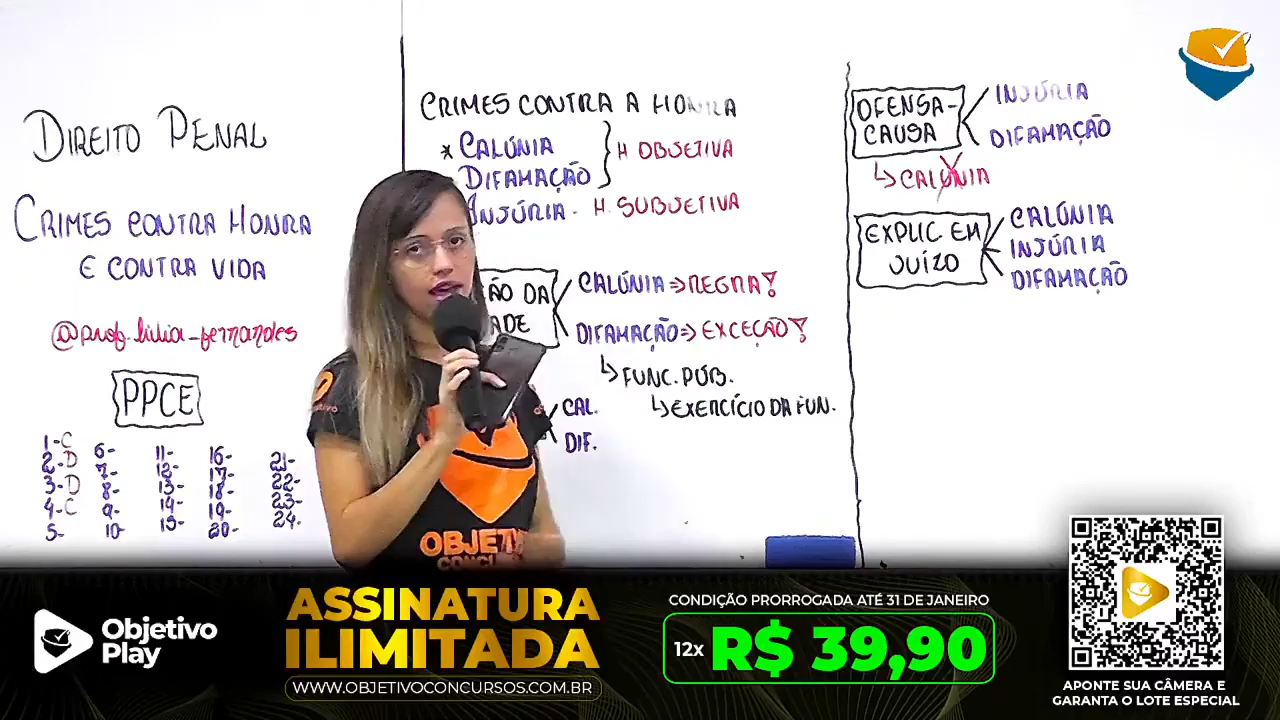 DIREITO PENAL
CRIMES CONTRA HONRA
E CONTRA VIDA
@prof.lilia_fernandes
PPCE
1-C
2-D
3-D
4-C
5-
6-
7-
8-
9-
10
11-
12-
13-
14-
15-
16-
17-
18-
19-
20-
21-
22-
23-
24.
CRIMES CONTRA A HONRA
* CALÚNIA
DIFAMAÇÃO
H OBJETIVA
INJÚRIA - H. SUBJETIVA
ÃO DA
ADE
CALÚNIA => REGRA!
DIFAMAÇÃO => EXCEÇÃO!
FUNC. PÚB.
EXERCÍCIO DA FUN.
CAL.
DIF.
OFENSA-
CAUSA
INJÚRIA
DIFAMAÇÃO
CALÚNIA
EXPLIC. EM
JUÍZO
CALÚNIA
INJÚRIA
DIFAMAÇÃO
Objetivo
Play
ASSINATURA
ILIMITADA
WWW.OBJETIVOCONCURSOS.COM.BR
CONDIÇÃO PRORROGADA ATÉ 31 DE JANEIRO
12x R$ 39,90
APONTE SUA CÂMERA E
GARANTA O LOTE ESPECIAL